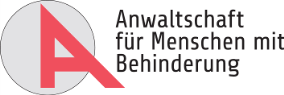 Anwaltschaft
für Menschen mit
Behinderung